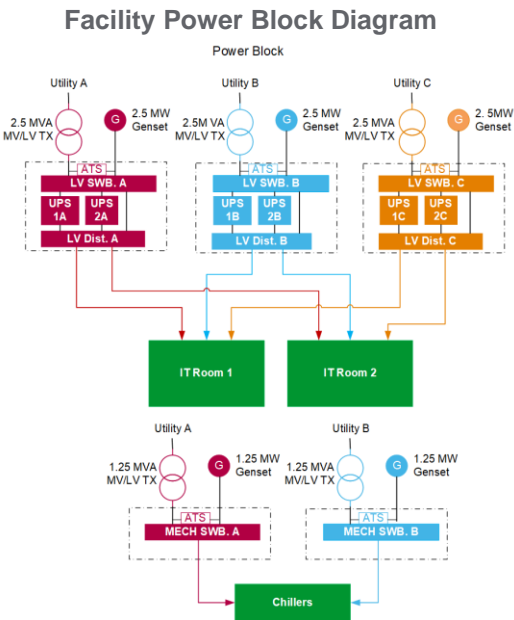 Facility Power Block Diagram
Power Block
Utility A
Utility B
Utility C
2.5 MVA
MV/LV TX
G
2.5 MW
Genset
2.5M VA
MV/LV TX
G
2.5 MW
Genset
2.5 MVA
MV/LV TX
G
2. 5MW
Genset
ATS
ATS
ATS
LV SWB. A
LV SWB. B
LV SWB. C
UPS
1A
UPS
2A
UPS
1B
UPS
2B
UPS
1C
UPS
2C
LV Dist. A
LV Dist. B
LV Dist. C
IT Room 1
IT Room 2
Utility A
Utility B
1.25 MVA
MV/LV TX
G
1.25 MW
Genset
1.25 MVA
MV/LV TX
G
1.25 MW
Genset
ATS
ATS
MECH SWB. A
MECH SWB. B
Chillers